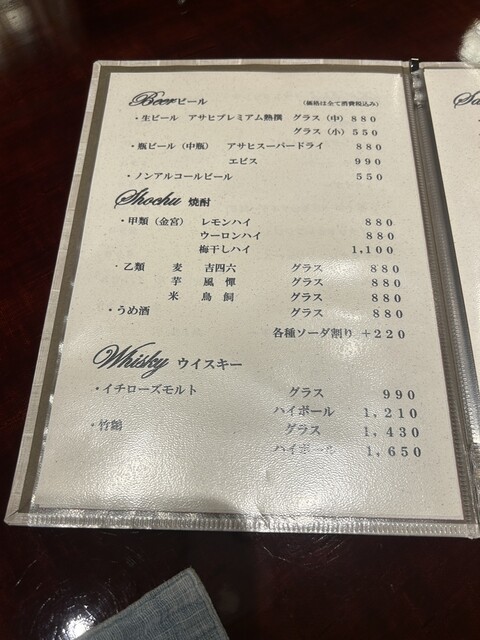 Beer ビール （価格は全て消費税込み）
・生ビール アサヒプレミアム熟撰 グラス（中） 880
グラス（小） 550
・瓶ビール（中瓶） アサヒスーパードライ 880
エビス 990
・ノンアルコールビール 550
Shochu 焼酎
・甲類（金宮） レモンハイ 880
ウーロンハイ 880
梅干しハイ 1,100
・乙類 麦 吉四六 グラス 880
芋 風憚 グラス 880
米 鳥飼 グラス 880
・うめ酒 グラス 880
各種ソーダ割り ＋220
Whisky ウイスキー
・イチローズモルト グラス 990
ハイボール 1,210
・竹鶴 グラス 1,430
ハイボール 1,650
Sa